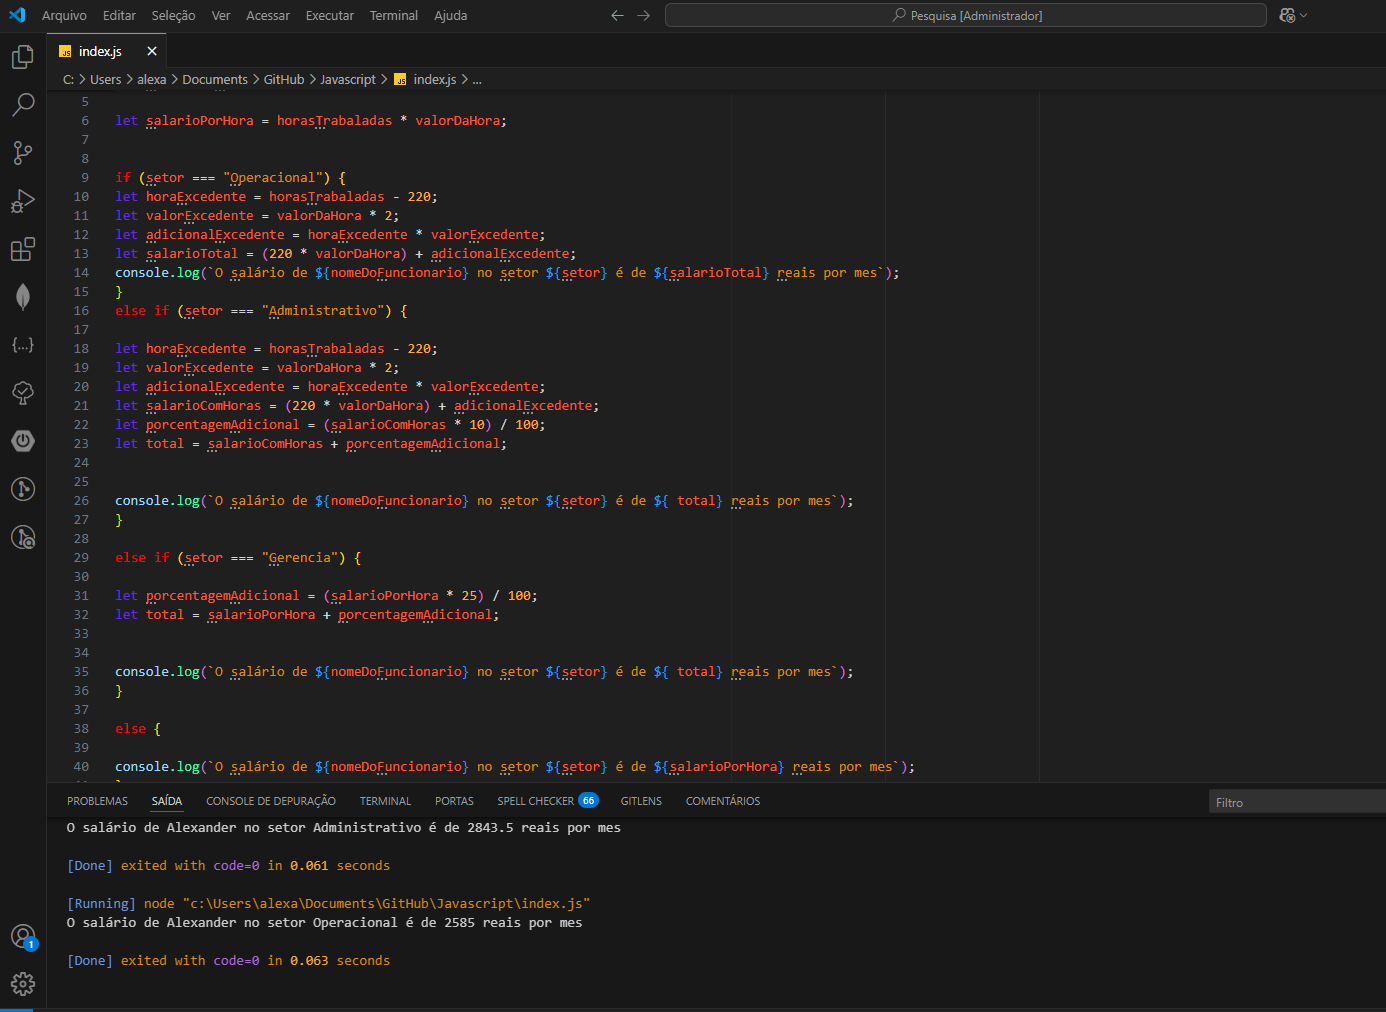 Arquivo Editar Seleção Ver Acessar Executar Terminal Ajuda
Pesquisa [Administrador]
index.js
C: > Users > alexa > Documents > GitHub > Javascript > JS index.js > ...
5
6 let salarioPorHora = horasTrabaladas * valorDaHora;
7
8
9 if (setor === "Operacional") {
10 let horaExcedente = horasTrabaladas - 220;
11 let valorExcedente = valorDaHora * 2;
12 let adicionalExcedente = horaExcedente * valorExcedente;
13 let salarioTotal = (220 * valorDaHora) + adicionalExcedente;
14 console.log(`O salário de ${nomeDoFuncionario} no setor ${setor} é de ${salarioTotal} reais por mes`);
15 }
16 else if (setor === "Administrativo") {
17
18 let horaExcedente = horasTrabaladas - 220;
19 let valorExcedente = valorDaHora * 2;
20 let adicionalExcedente = horaExcedente * valorExcedente;
21 let salarioComHoras = (220 * valorDaHora) + adicionalExcedente;
22 let porcentagemAdicional = (salarioComHoras * 10) / 100;
23 let total = salarioComHoras + porcentagemAdicional;
24
25
26 console.log(`O salário de ${nomeDoFuncionario} no setor ${setor} é de ${ total} reais por mes`);
27 }
28
29 else if (setor === "Gerencia") {
30
31 let porcentagemAdicional = (salarioPorHora * 25) / 100;
32 let total = salarioPorHora + porcentagemAdicional;
33
34
35 console.log(`O salário de ${nomeDoFuncionario} no setor ${setor} é de ${ total} reais por mes`);
36 }
37
38 else {
39
40 console.log(`O salário de ${nomeDoFuncionario} no setor ${setor} é de ${salarioPorHora} reais por mes`);
PROBLEMAS SAÍDA CONSOLE DE DEPURAÇÃO TERMINAL PORTAS SPELL CHECKER 66 GITLENS COMENTÁRIOS
Filtro
O salário de Alexander no setor Administrativo é de 2843.5 reais por mes
[Done] exited with code=0 in 0.061 seconds
[Running] node "c:\Users\alexa\Documents\GitHub\Javascript\index.js"
O salário de Alexander no setor Operacional é de 2585 reais por mes
[Done] exited with code=0 in 0.063 seconds
1